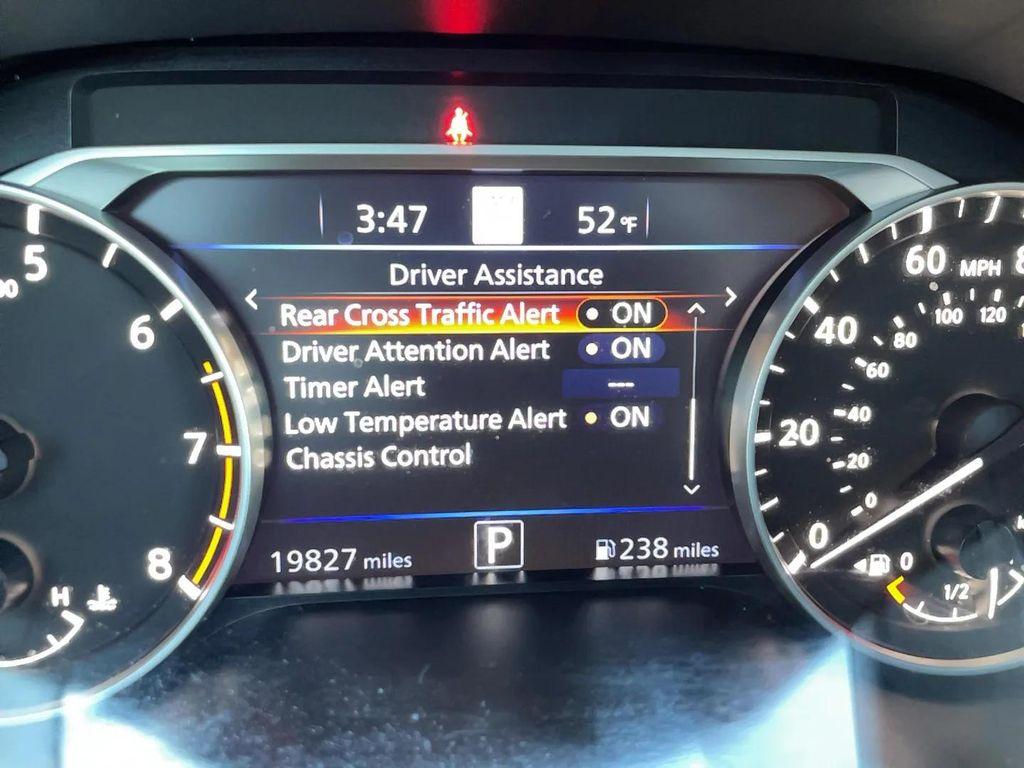 3:47 52°F
Driver Assistance
Rear Cross Traffic Alert ON
Driver Attention Alert ON
Timer Alert ---
Low Temperature Alert ON
Chassis Control
19827 miles P 238 miles
5
6
7
8
H
60 MPH
40
20
0
120
100
80
60
40
20
0
0
1/2